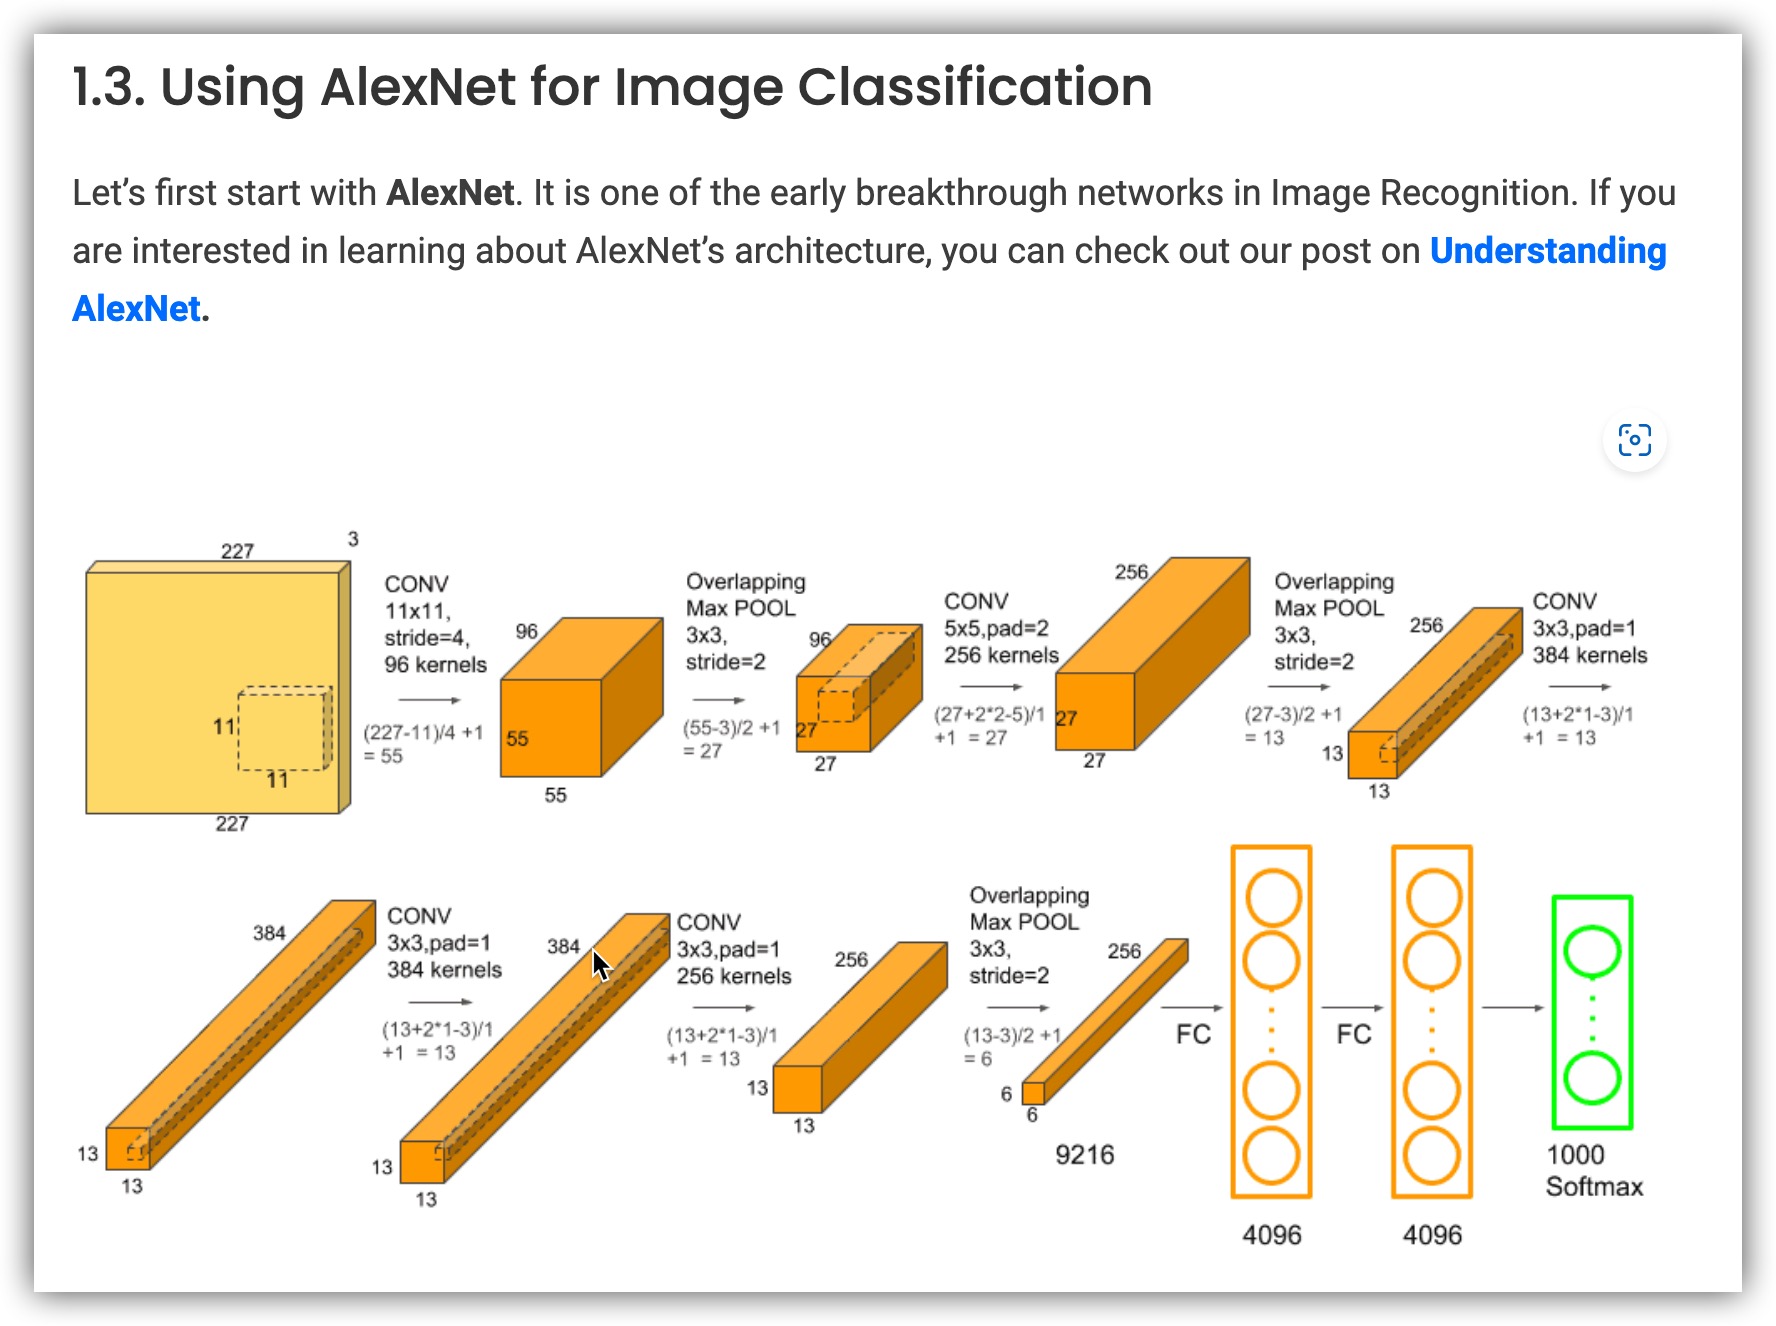 1.3. Using AlexNet for Image Classification
Let’s first start with AlexNet. It is one of the early breakthrough networks in Image Recognition. If you
are interested in learning about AlexNet’s architecture, you can check out our post on Understanding
AlexNet.
227
3
11
11
227
CONV
11x11,
stride=4,
96 kernels
(227-11)/4 +1
= 55
96
55
55
Overlapping
Max POOL
3x3,
stride=2
(55-3)/2 +1
= 27
96
27
27
CONV
5x5,pad=2
256 kernels
(27+2*2-5)/1
+1 = 27
256
27
27
Overlapping
Max POOL
3x3,
stride=2
(27-3)/2 +1
= 13
256
13
13
CONV
3x3,pad=1
384 kernels
(13+2*1-3)/1
+1 = 13
384
13
13
CONV
3x3,pad=1
384 kernels
(13+2*1-3)/1
+1 = 13
384
13
13
CONV
3x3,pad=1
256 kernels
(13+2*1-3)/1
+1 = 13
256
13
13
Overlapping
Max POOL
3x3,
stride=2
(13-3)/2 +1
= 6
256
6
6
9216
FC
4096
FC
4096
1000
Softmax